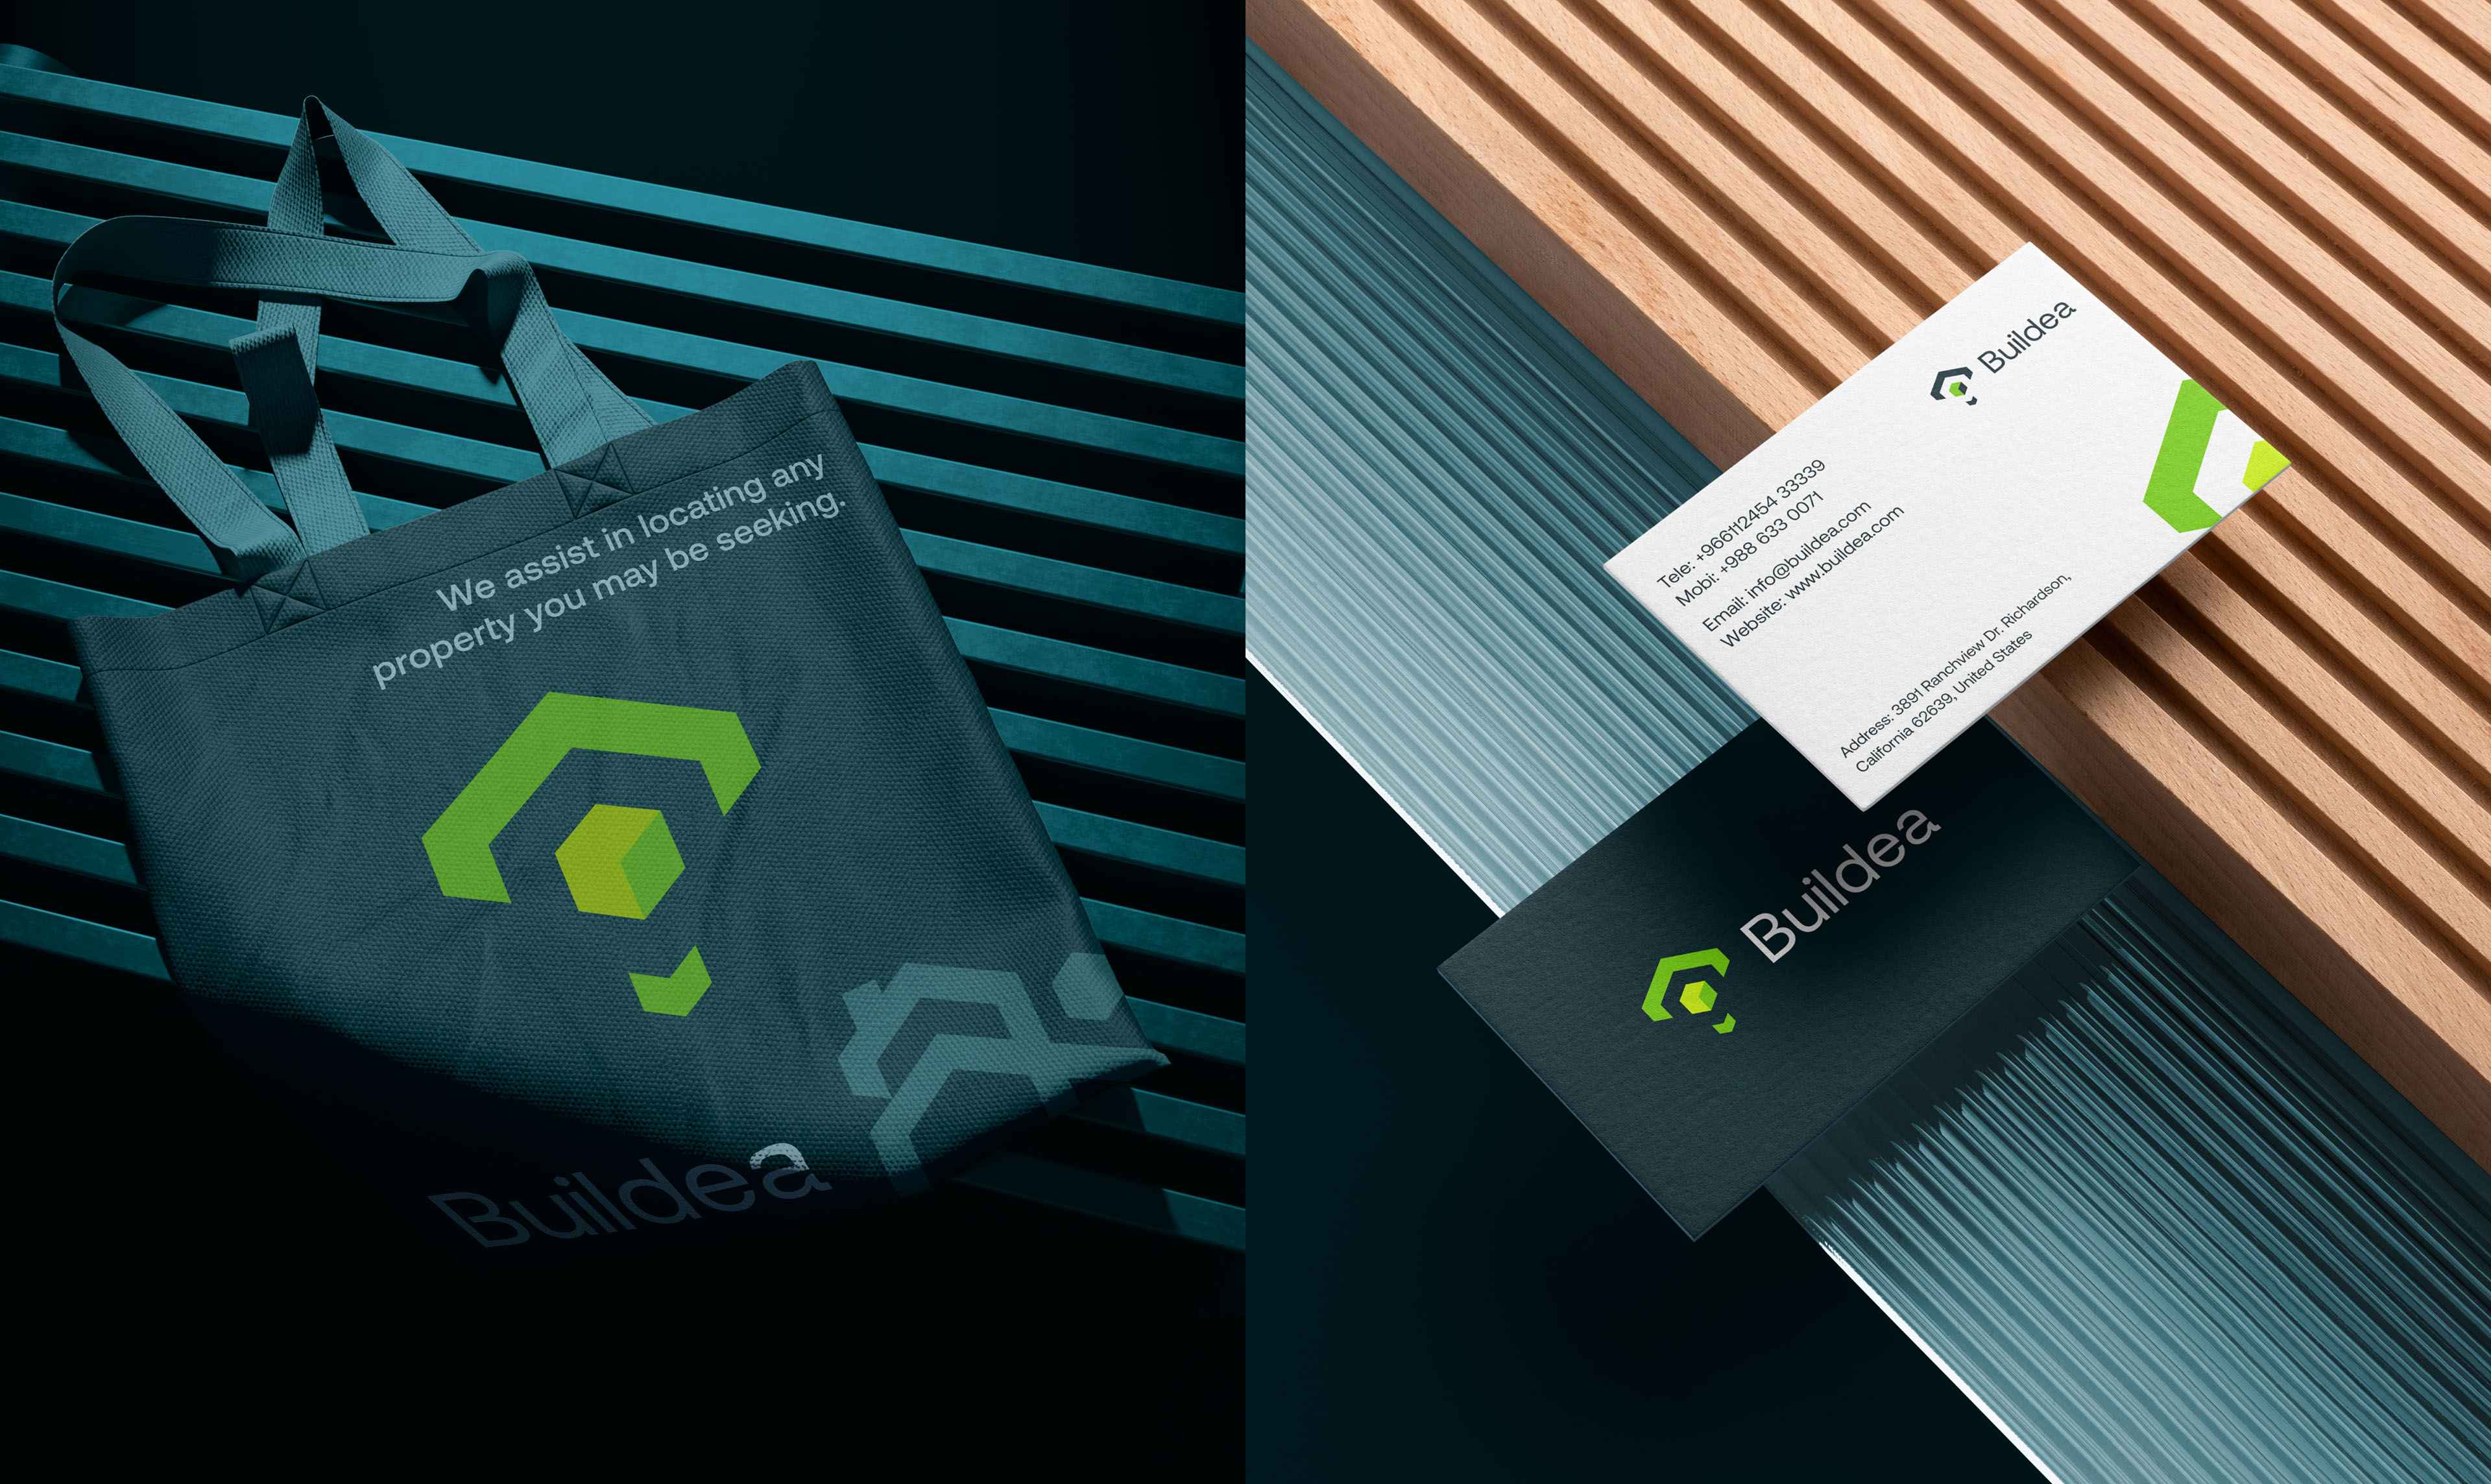 We assist in locating any
property you may be seeking.
Buildea
Buildea
Tele: +966112454 33339
Mobi: +988 633 0071
Email: info@buildea.com
Website: www.buildea.com
Address: 3891 Ranchview Dr. Richardson,
California 62639, United States
Buildea